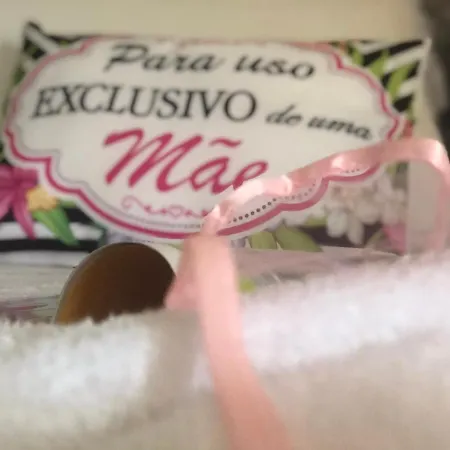 Para uso
EXCLUSIVO de uma
Mãe